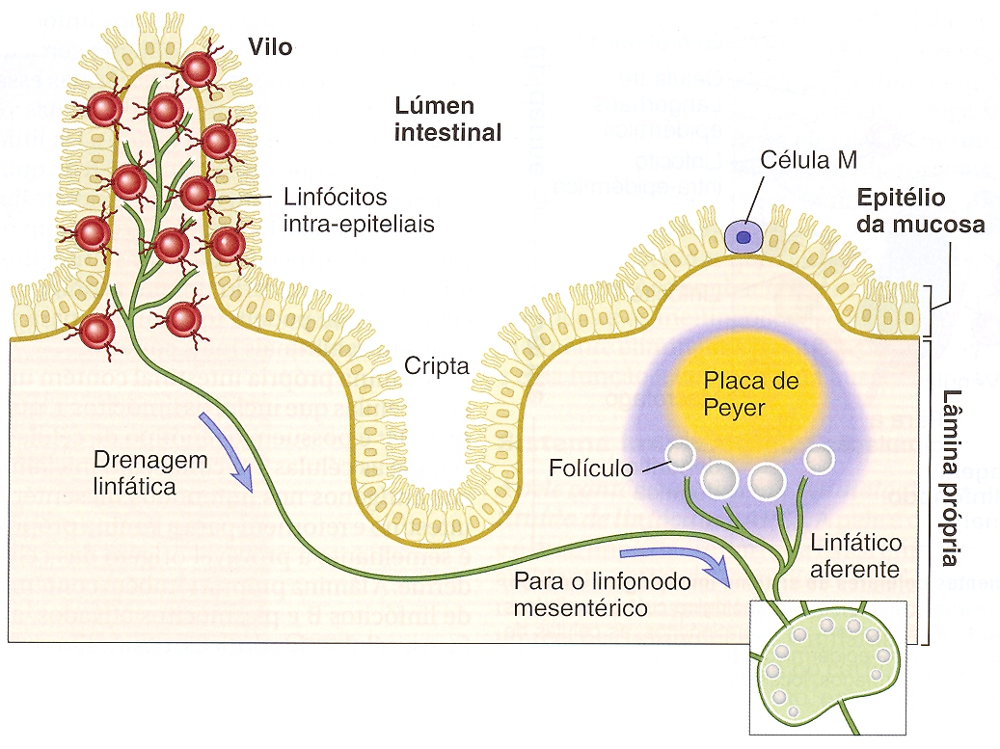 Vilo
Lúmen
intestinal
Célula M
Epitélio
da mucosa
Linfócitos
intra-epiteliais
Cripta
Placa de
Peyer
Lâmina própria
Drenagem
linfática
Folículo
Linfático
aferente
Para o linfonodo
mesentérico